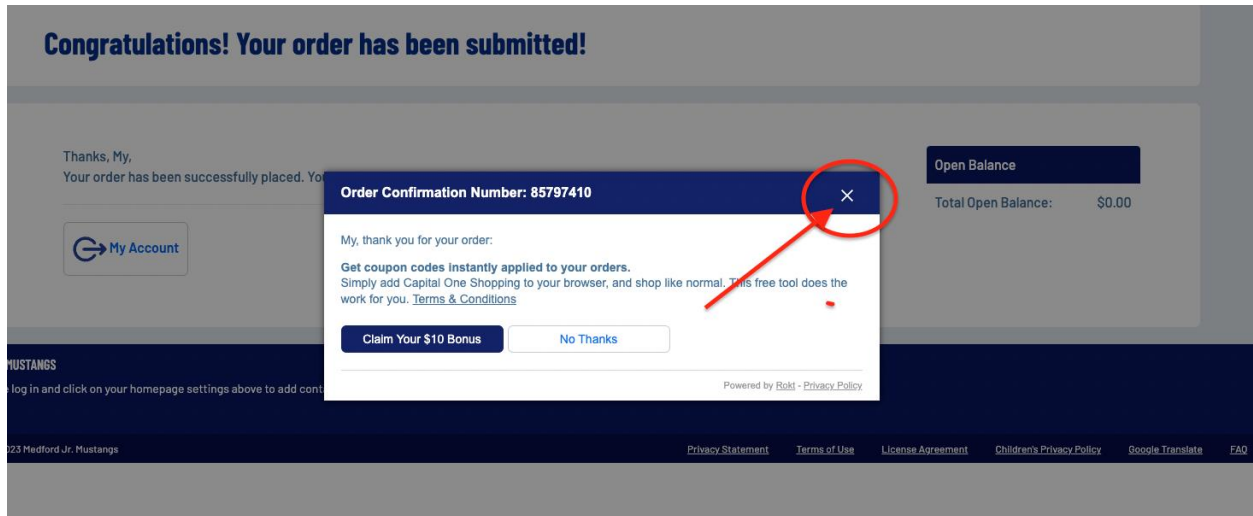 Congratulations! Your order has been submitted!
Thanks, My,
Your order has been successfully placed.
My Account
Order Confirmation Number: 85797410
My, thank you for your order:
Get coupon codes instantly applied to your orders.
Simply add Capital One Shopping to your browser, and shop like normal. This free tool does the
work for you. Terms & Conditions
Claim Your $10 Bonus
No Thanks
Powered by Rokt - Privacy Policy
Open Balance
Total Open Balance: $0.00
MUSTANGS
log in and click on your homepage settings above to add
Medford Jr. Mustangs
Privacy Statement Terms of Use License Agreement Children's Privacy Policy Google Translate FAQ